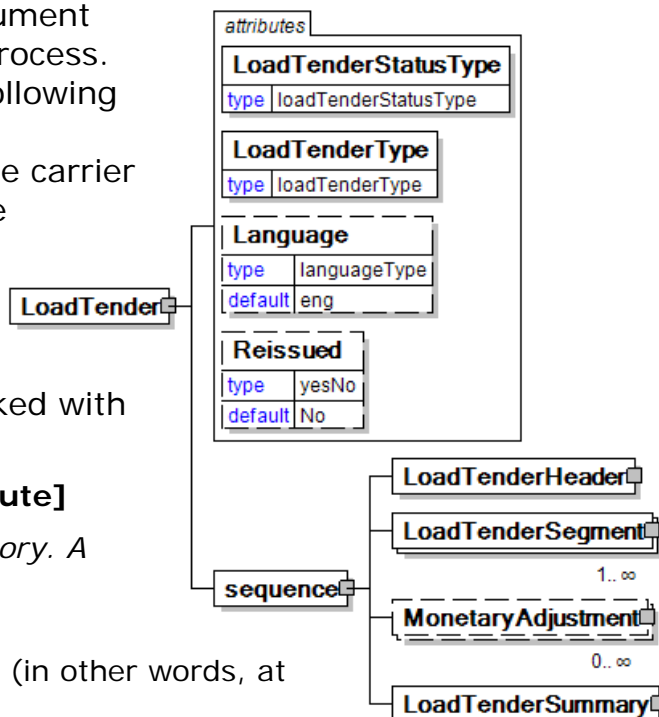 ument
rocess.
ollowing
e carrier
e
ked with
ute]
ory. A
(in other words, at
attributes
LoadTenderStatusType
type loadTenderStatusType
LoadTenderType
type loadTenderType
Language
type languageType
default eng
Reissued
type yesNo
default No
LoadTender
sequence
LoadTenderHeader
LoadTenderSegment
1.. ∞
MonetaryAdjustment
0.. ∞
LoadTenderSummary